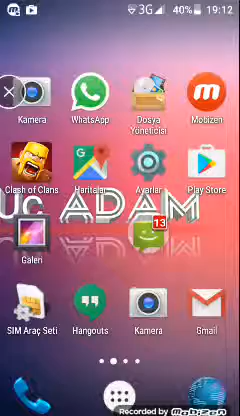 3G 40% 19:12
Kamera WhatsApp Dosya Yöneticisi Mobizen
Clash of Clans Haritalar Ayarlar Play Store
UÇ ADAM
13
Galeri
SIM Araç Seti Hangouts Kamera Gmail
Recorded by Mobizen